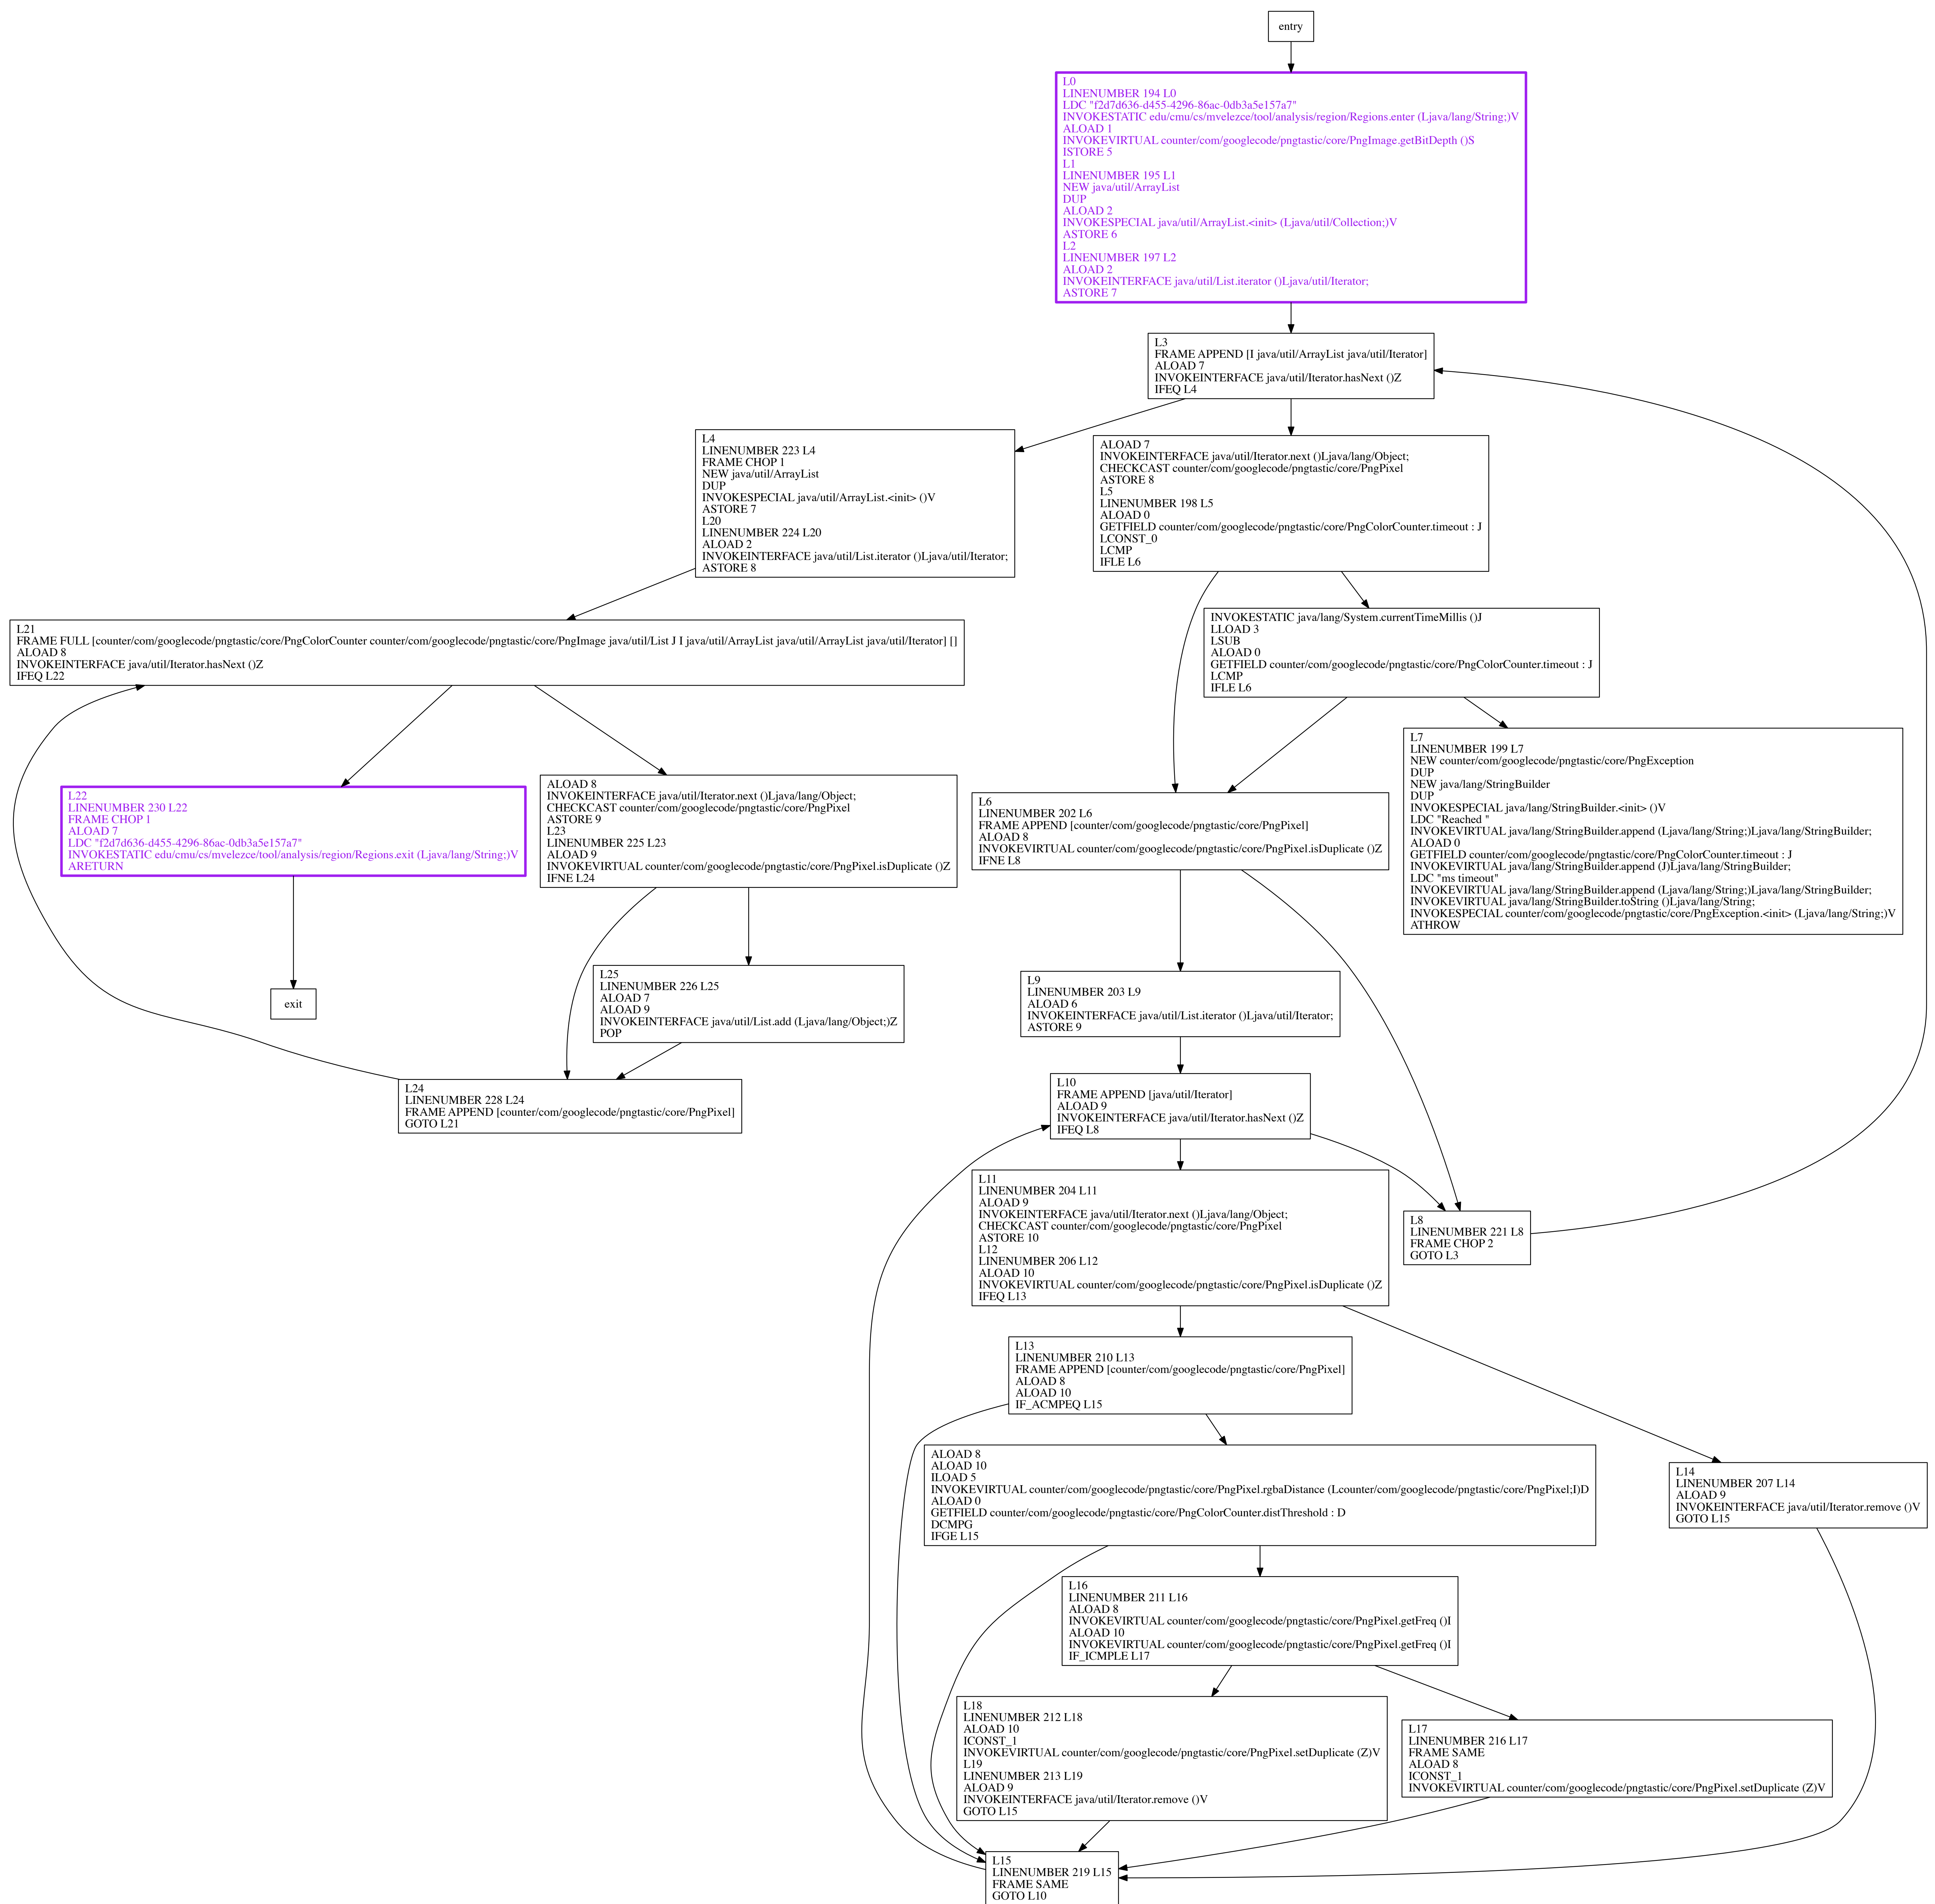 entry
L0
LINENUMBER 194 L0
LDC "f2d7d636-d455-4296-86ac-0db3a5e157a7"
INVOKESTATIC edu/cmu/cs/mvelezce/tool/analysis/region/Regions.enter (Ljava/lang/String;)V
ALOAD 1
INVOKEVIRTUAL counter/com/googlecode/pngtastic/core/PngImage.getBitDepth ()S
ISTORE 5
L1
LINENUMBER 195 L1
NEW java/util/ArrayList
DUP
ALOAD 2
INVOKESPECIAL java/util/ArrayList.<init> (Ljava/util/Collection;)V
ASTORE 6
L2
LINENUMBER 197 L2
ALOAD 2
INVOKEINTERFACE java/util/List.iterator ()Ljava/util/Iterator;
ASTORE 7
L3
FRAME APPEND [I java/util/ArrayList java/util/Iterator]
ALOAD 7
INVOKEINTERFACE java/util/Iterator.hasNext ()Z
IFEQ L4
L4
LINENUMBER 223 L4
FRAME CHOP 1
NEW java/util/ArrayList
DUP
INVOKESPECIAL java/util/ArrayList.<init> ()V
ASTORE 7
L20
LINENUMBER 224 L20
ALOAD 2
INVOKEINTERFACE java/util/List.iterator ()Ljava/util/Iterator;
ASTORE 8
ALOAD 7
INVOKEINTERFACE java/util/Iterator.next ()Ljava/lang/Object;
CHECKCAST counter/com/googlecode/pngtastic/core/PngPixel
ASTORE 8
L5
LINENUMBER 198 L5
ALOAD 0
GETFIELD counter/com/googlecode/pngtastic/core/PngColorCounter.timeout : J
LCONST_0
LCMP
IFLE L6
L21
FRAME FULL [counter/com/googlecode/pngtastic/core/PngColorCounter counter/com/googlecode/pngtastic/core/PngImage java/util/List J I java/util/ArrayList java/util/ArrayList java/util/Iterator] []
ALOAD 8
INVOKEINTERFACE java/util/Iterator.hasNext ()Z
IFEQ L22
INVOKESTATIC java/lang/System.currentTimeMillis ()J
LLOAD 3
LSUB
ALOAD 0
GETFIELD counter/com/googlecode/pngtastic/core/PngColorCounter.timeout : J
LCMP
IFLE L6
L22
LINENUMBER 230 L22
FRAME CHOP 1
ALOAD 7
LDC "f2d7d636-d455-4296-86ac-0db3a5e157a7"
INVOKESTATIC edu/cmu/cs/mvelezce/tool/analysis/region/Regions.exit (Ljava/lang/String;)V
ARETURN
ALOAD 8
INVOKEINTERFACE java/util/Iterator.next ()Ljava/lang/Object;
CHECKCAST counter/com/googlecode/pngtastic/core/PngPixel
ASTORE 9
L23
LINENUMBER 225 L23
ALOAD 9
INVOKEVIRTUAL counter/com/googlecode/pngtastic/core/PngPixel.isDuplicate ()Z
IFNE L24
L6
LINENUMBER 202 L6
FRAME APPEND [counter/com/googlecode/pngtastic/core/PngPixel]
ALOAD 8
INVOKEVIRTUAL counter/com/googlecode/pngtastic/core/PngPixel.isDuplicate ()Z
IFNE L8
L7
LINENUMBER 199 L7
NEW counter/com/googlecode/pngtastic/core/PngException
DUP
NEW java/lang/StringBuilder
DUP
INVOKESPECIAL java/lang/StringBuilder.<init> ()V
LDC "Reached "
INVOKEVIRTUAL java/lang/StringBuilder.append (Ljava/lang/String;)Ljava/lang/StringBuilder;
ALOAD 0
GETFIELD counter/com/googlecode/pngtastic/core/PngColorCounter.timeout : J
INVOKEVIRTUAL java/lang/StringBuilder.append (J)Ljava/lang/StringBuilder;
LDC "ms timeout"
INVOKEVIRTUAL java/lang/StringBuilder.append (Ljava/lang/String;)Ljava/lang/StringBuilder;
INVOKEVIRTUAL java/lang/StringBuilder.toString ()Ljava/lang/String;
INVOKESPECIAL counter/com/googlecode/pngtastic/core/PngException.<init> (Ljava/lang/String;)V
ATHROW
exit
L25
LINENUMBER 226 L25
ALOAD 7
ALOAD 9
INVOKEINTERFACE java/util/List.add (Ljava/lang/Object;)Z
POP
L9
LINENUMBER 203 L9
ALOAD 6
INVOKEINTERFACE java/util/List.iterator ()Ljava/util/Iterator;
ASTORE 9
L24
LINENUMBER 228 L24
FRAME APPEND [counter/com/googlecode/pngtastic/core/PngPixel]
GOTO L21
L10
FRAME APPEND [java/util/Iterator]
ALOAD 9
INVOKEINTERFACE java/util/Iterator.hasNext ()Z
IFEQ L8
L11
LINENUMBER 204 L11
ALOAD 9
INVOKEINTERFACE java/util/Iterator.next ()Ljava/lang/Object;
CHECKCAST counter/com/googlecode/pngtastic/core/PngPixel
ASTORE 10
L12
LINENUMBER 206 L12
ALOAD 10
INVOKEVIRTUAL counter/com/googlecode/pngtastic/core/PngPixel.isDuplicate ()Z
IFEQ L13
L8
LINENUMBER 221 L8
FRAME CHOP 2
GOTO L3
L13
LINENUMBER 210 L13
FRAME APPEND [counter/com/googlecode/pngtastic/core/PngPixel]
ALOAD 8
ALOAD 10
IF_ACMPEQ L15
ALOAD 8
ALOAD 10
ILOAD 5
INVOKEVIRTUAL counter/com/googlecode/pngtastic/core/PngPixel.rgbaDistance (Lcounter/com/googlecode/pngtastic/core/PngPixel;I)D
ALOAD 0
GETFIELD counter/com/googlecode/pngtastic/core/PngColorCounter.distThreshold : D
DCMPG
IFGE L15
L14
LINENUMBER 207 L14
ALOAD 9
INVOKEINTERFACE java/util/Iterator.remove ()V
GOTO L15
L16
LINENUMBER 211 L16
ALOAD 8
INVOKEVIRTUAL counter/com/googlecode/pngtastic/core/PngPixel.getFreq ()I
ALOAD 10
INVOKEVIRTUAL counter/com/googlecode/pngtastic/core/PngPixel.getFreq ()I
IF_ICMPLE L17
L18
LINENUMBER 212 L18
ALOAD 10
ICONST_1
INVOKEVIRTUAL counter/com/googlecode/pngtastic/core/PngPixel.setDuplicate (Z)V
L19
LINENUMBER 213 L19
ALOAD 9
INVOKEINTERFACE java/util/Iterator.remove ()V
GOTO L15
L17
LINENUMBER 216 L17
FRAME SAME
ALOAD 8
ICONST_1
INVOKEVIRTUAL counter/com/googlecode/pngtastic/core/PngPixel.setDuplicate (Z)V
L15
LINENUMBER 219 L15
FRAME SAME
GOTO L10